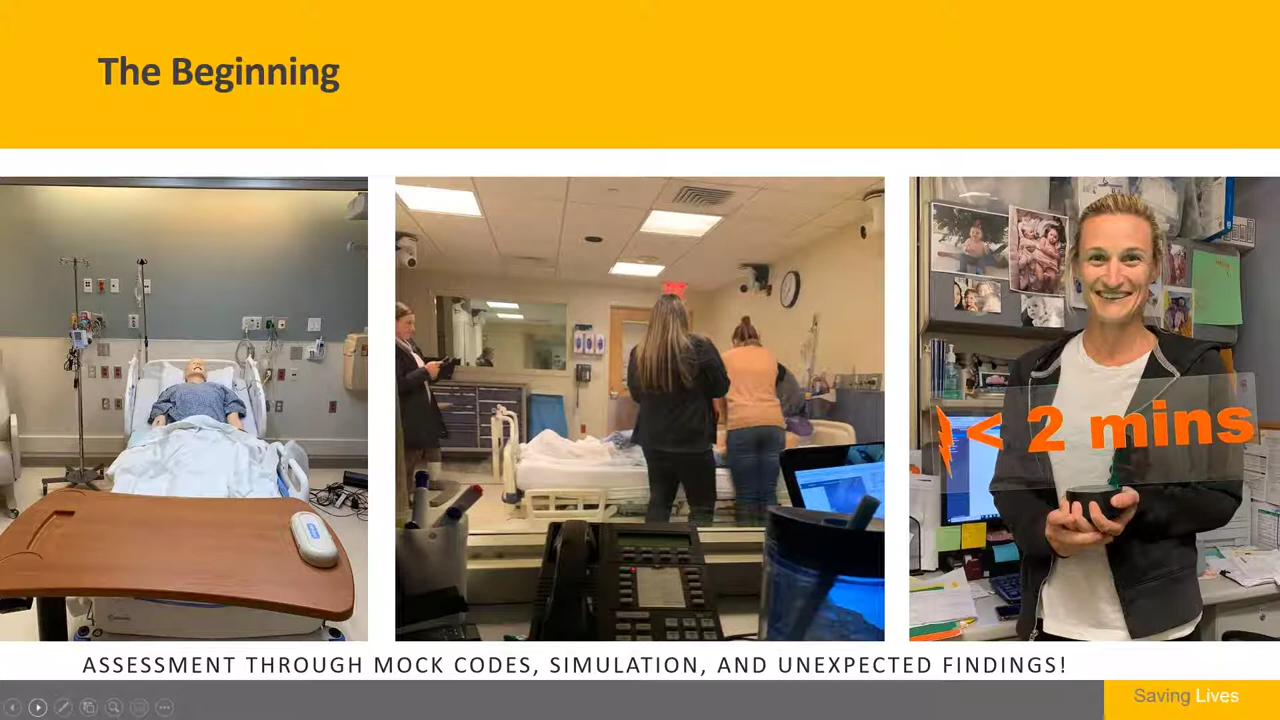 The Beginning
< 2 mins
ASSESSMENT THROUGH MOCK CODES, SIMULATION, AND UNEXPECTED FINDINGS!
Saving Lives